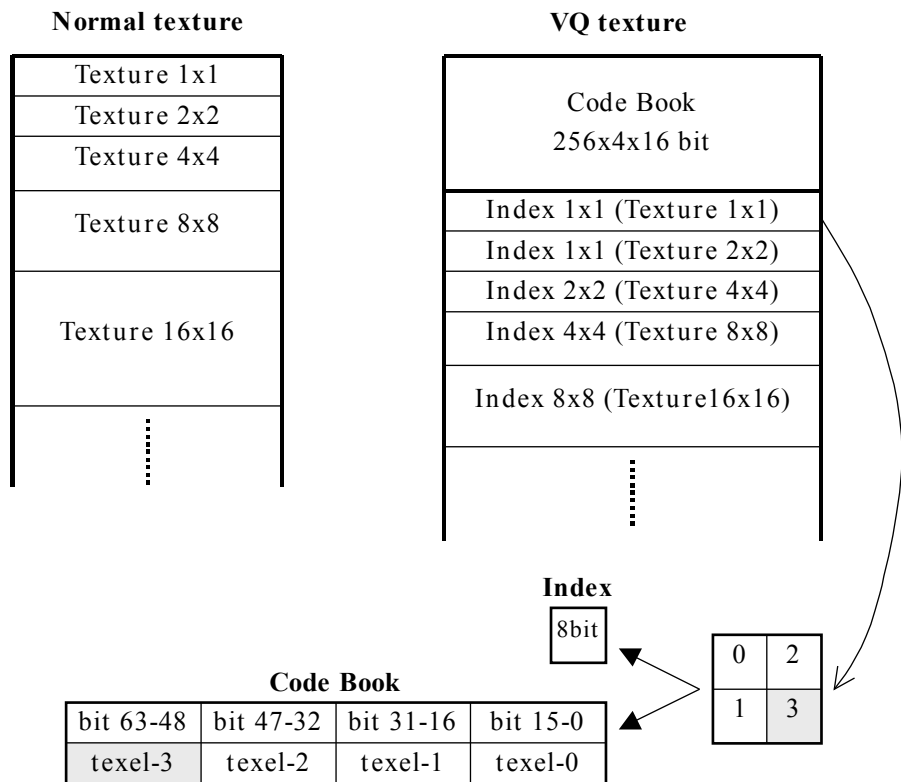 Normal texture
Texture 1x1
Texture 2x2
Texture 4x4
Texture 8x8
Texture 16x16
VQ texture
Code Book
256x4x16 bit
Index 1x1 (Texture 1x1)
Index 1x1 (Texture 2x2)
Index 2x2 (Texture 4x4)
Index 4x4 (Texture 8x8)
Index 8x8 (Texture16x16)
Index
8bit
0 2
1 3
Code Book
bit 63-48 bit 47-32 bit 31-16 bit 15-0
texel-3 texel-2 texel-1 texel-0